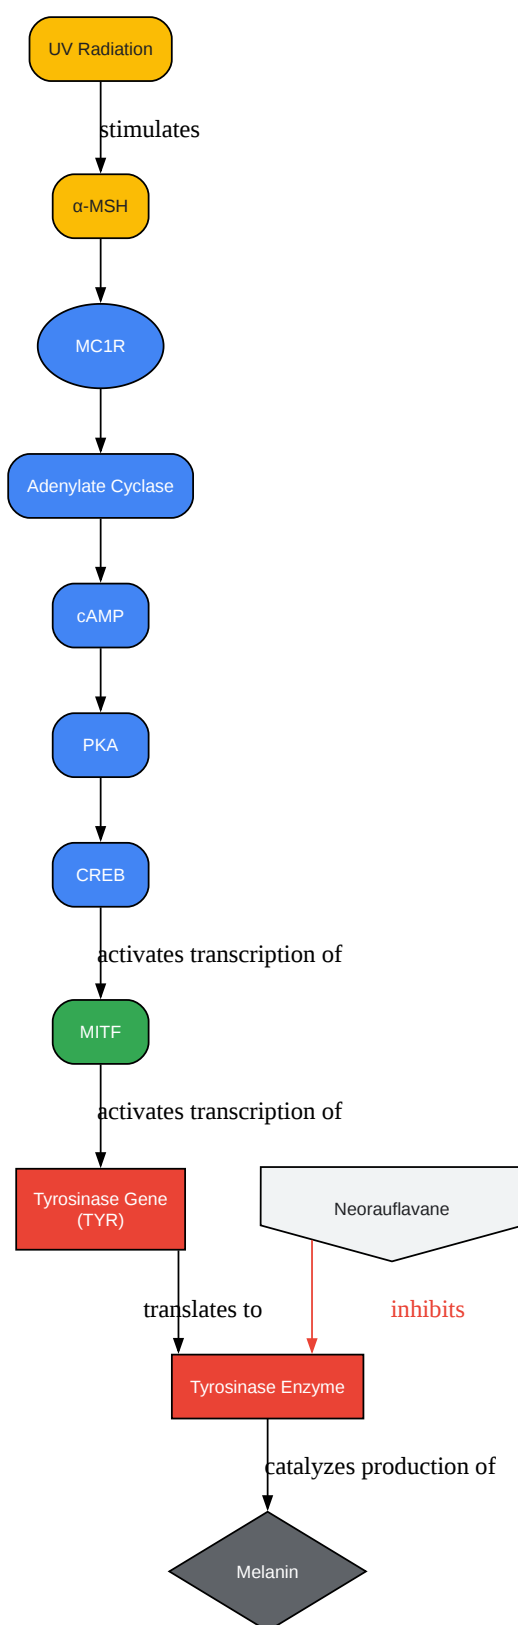 UV Radiation
stimulates
α-MSH
MC1R
Adenylate Cyclase
cAMP
PKA
CREB
activates transcription of
MITF
activates transcription of
Tyrosinase Gene
(TYR)
Neorauflavane
translates to
inhibits
Tyrosinase Enzyme
catalyzes production of
Melanin